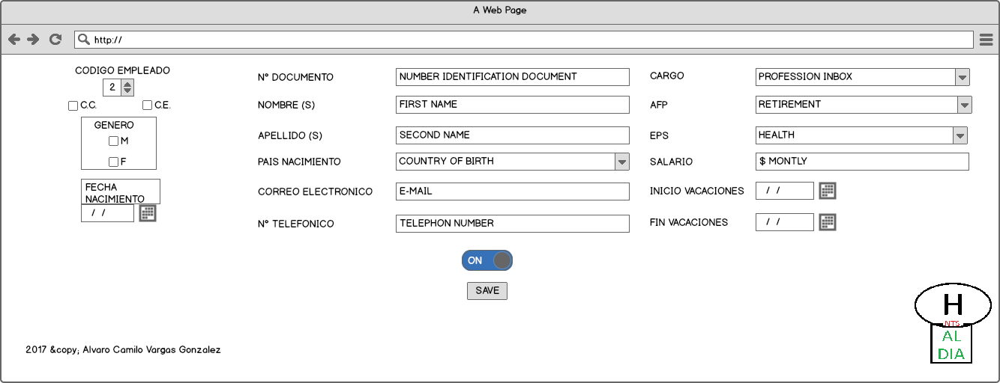 A Web Page
http://
CODIGO EMPLEADO
2
C.C.
C.E.
GENERO
M
F
FECHA
NACIMIENTO
/ /
N° DOCUMENTO
NUMBER IDENTIFICATION DOCUMENT
NOMBRE (S)
FIRST NAME
APELLIDO (S)
SECOND NAME
PAIS NACIMIENTO
COUNTRY OF BIRTH
CORREO ELECTRONICO
E-MAIL
N° TELEFONICO
TELEPHON NUMBER
CARGO
PROFESSION INBOX
AFP
RETIREMENT
EPS
HEALTH
SALARIO
$ MONTLY
INICIO VACACIONES
/ /
FIN VACACIONES
/ /
ON
SAVE
H
NTS
AL
DIA
2017 &copy; Alvaro Camilo Vargas Gonzalez